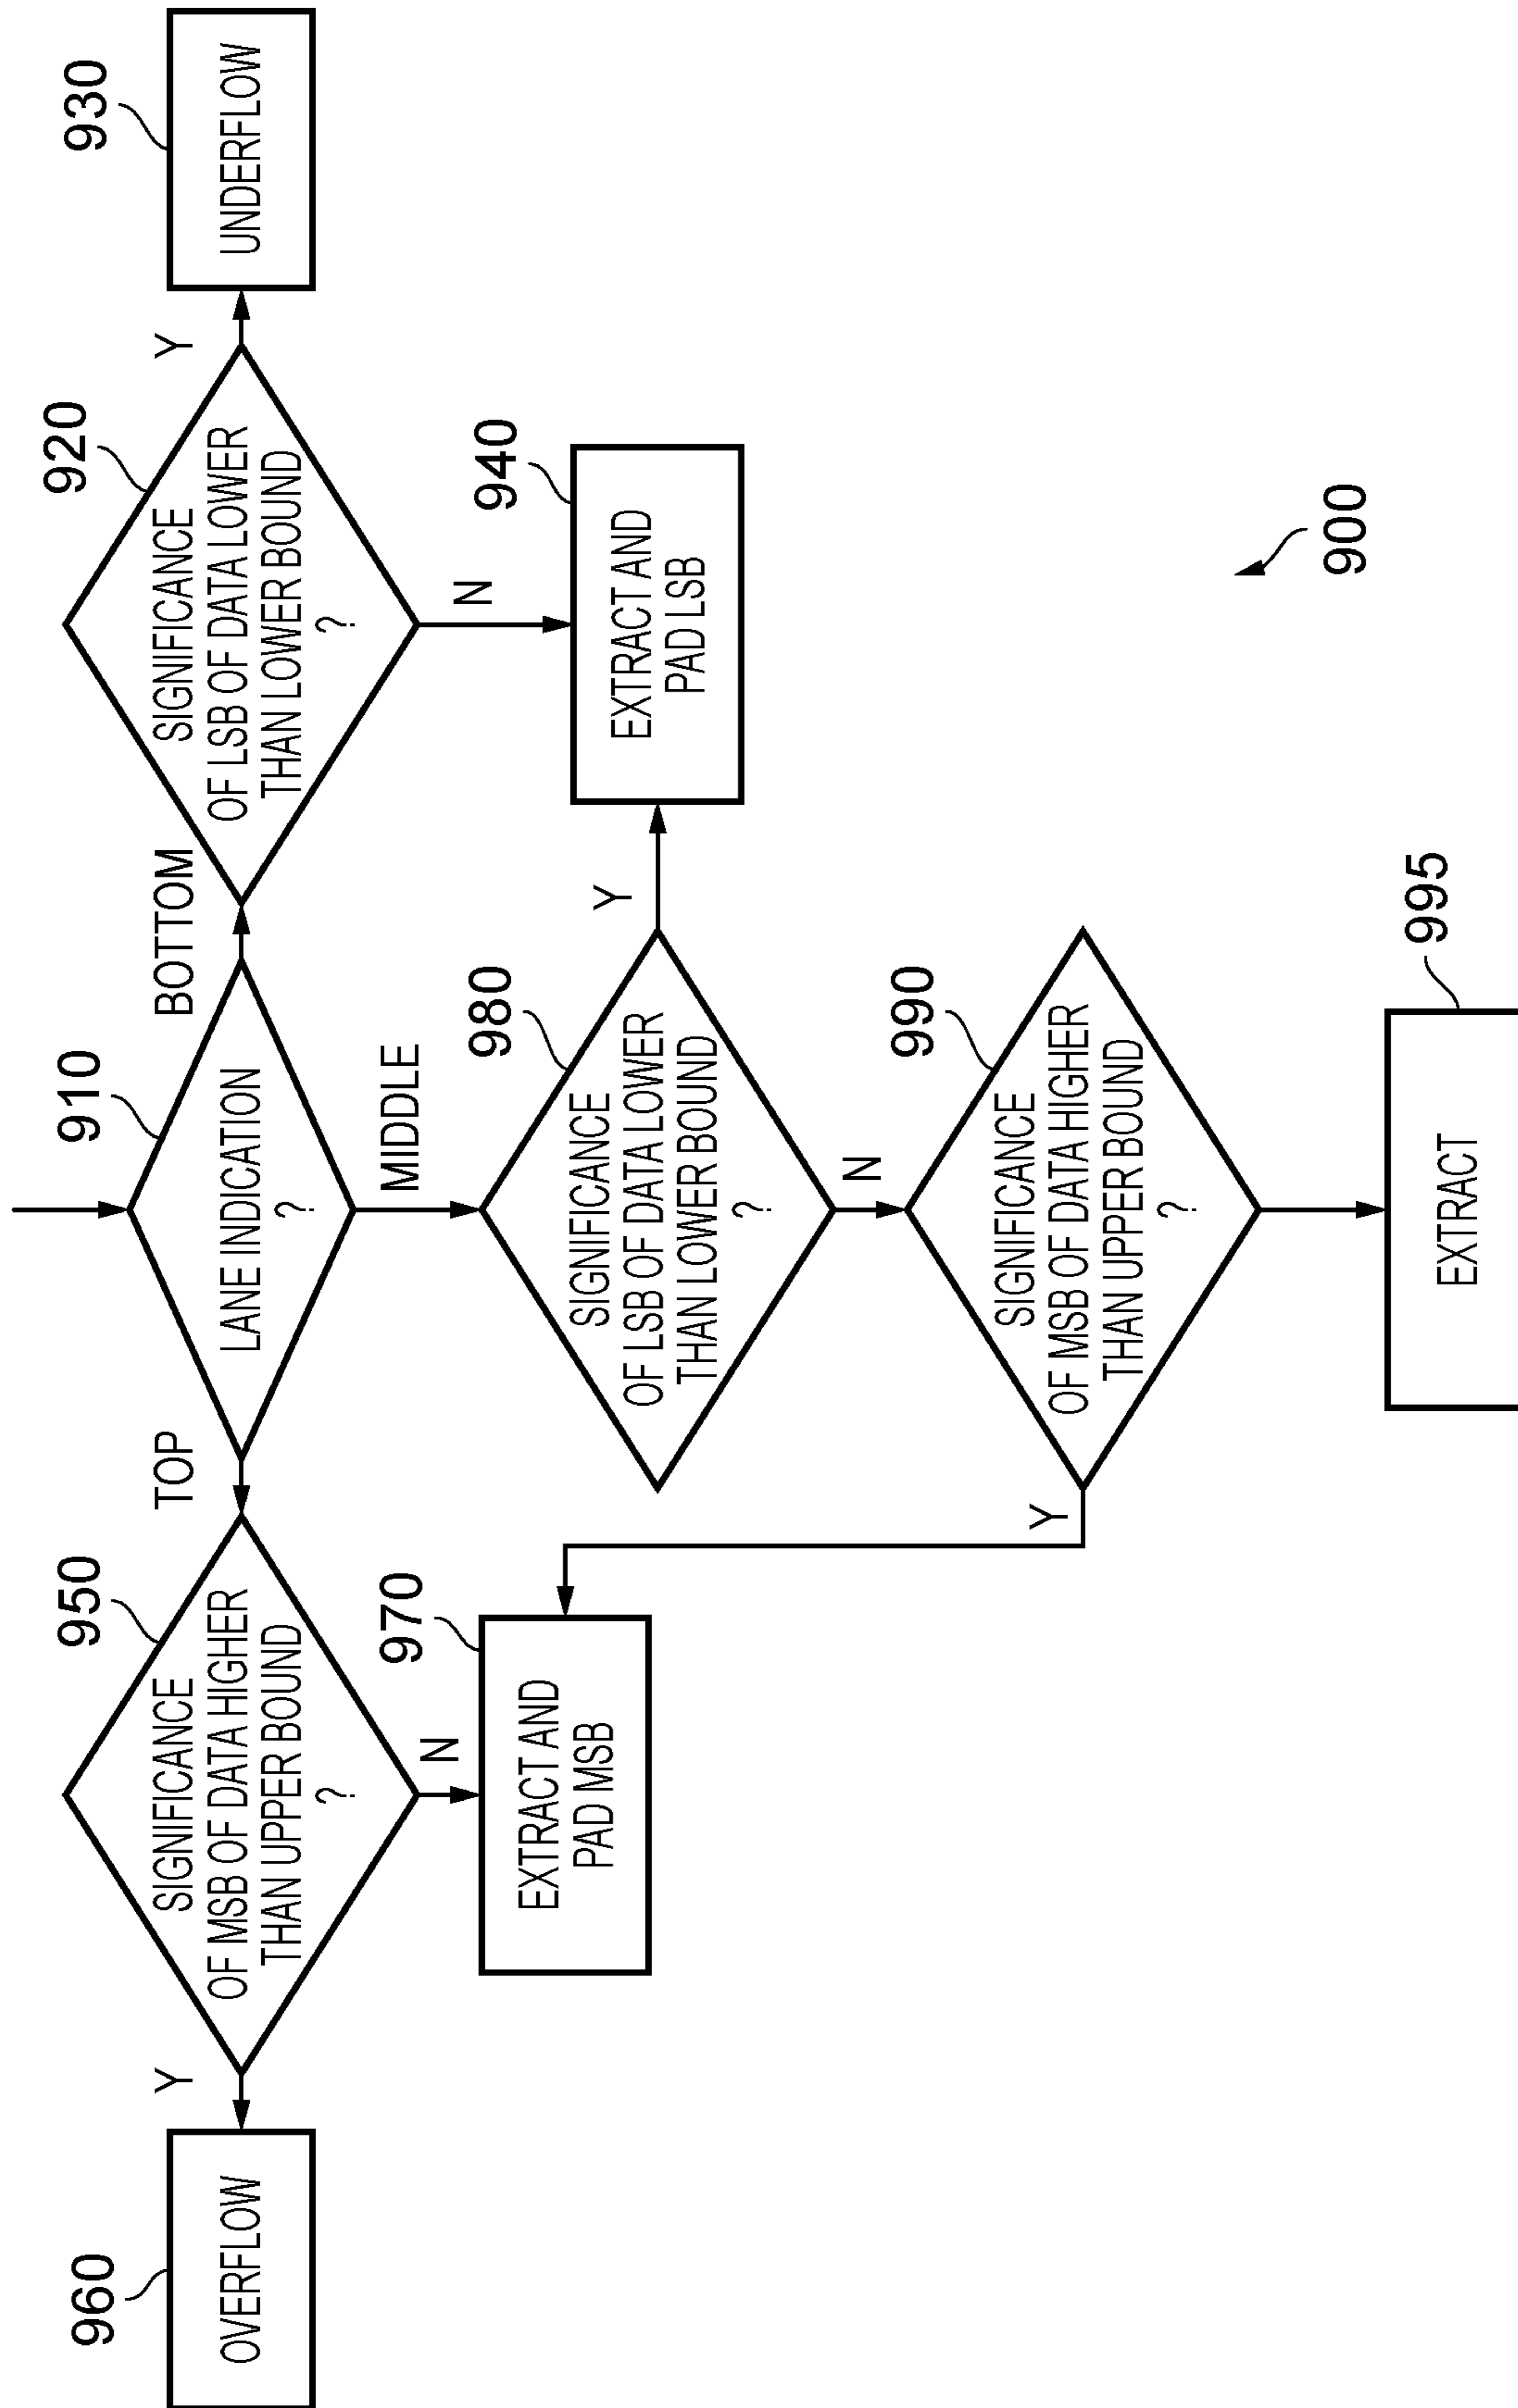 910
LANE INDICATION
?
TOP
BOTTOM
MIDDLE
950
SIGNIFICANCE
OF MSB OF DATA HIGHER
THAN UPPER BOUND
?
Y
N
960
OVERFLOW
970
EXTRACT AND
PAD MSB
920
SIGNIFICANCE
OF LSB OF DATA LOWER
THAN LOWER BOUND
?
Y
N
930
UNDERFLOW
940
EXTRACT AND
PAD LSB
980
SIGNIFICANCE
OF LSB OF DATA LOWER
THAN LOWER BOUND
?
Y
N
990
SIGNIFICANCE
OF MSB OF DATA HIGHER
THAN UPPER BOUND
?
Y
995
EXTRACT
900